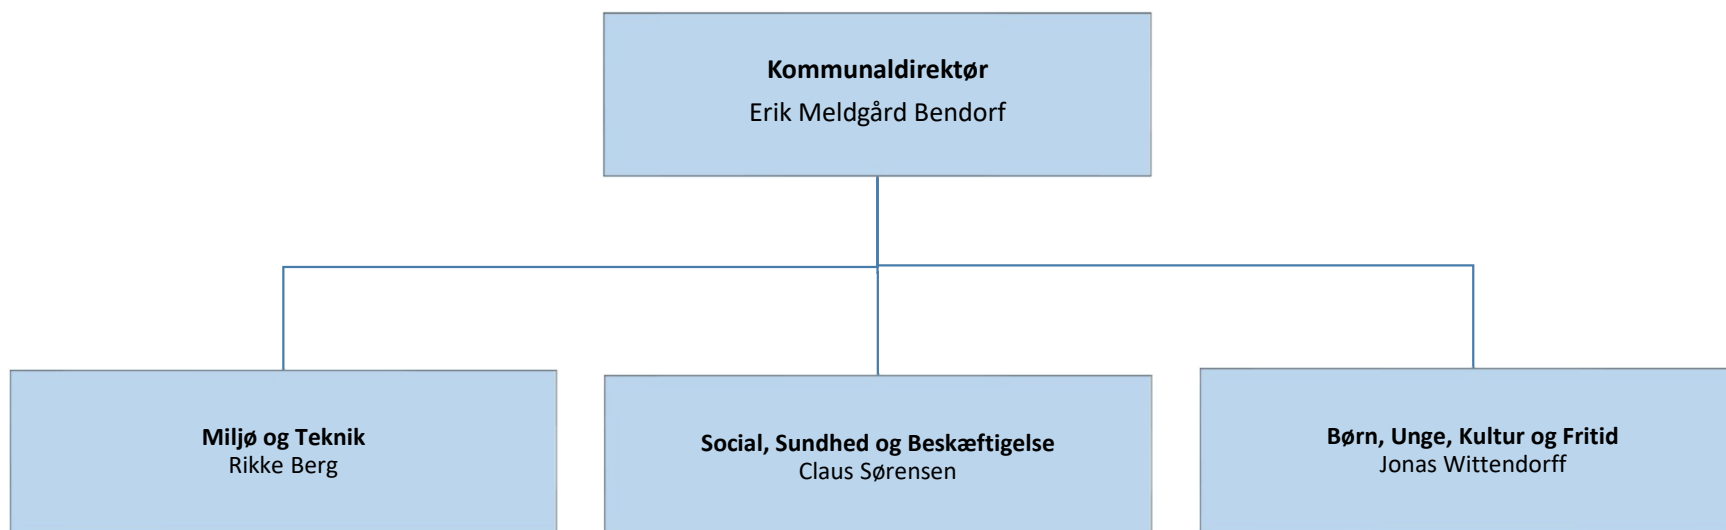 Kommunaldirektør
Erik Meldgård Bendorf
Miljø og Teknik
Rikke Berg
Social, Sundhed og Beskæftigelse
Claus Sørensen
Børn, Unge, Kultur og Fritid
Jonas Wittendorff